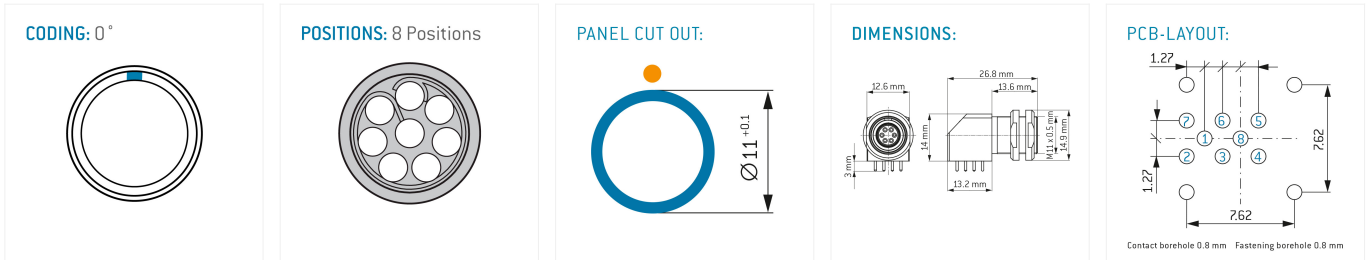 CODING: 0°
POSITIONS: 8 Positions
PANEL CUT OUT:
Ø11 +0.1
DIMENSIONS:
26.8 mm
12.6 mm
13.6 mm
14 mm
M11 x 0.5 mm
14.9 mm
3 mm
13.2 mm
PCB-LAYOUT:
1.27
7 6 5
1 8
2 3 4
7.62
1.27
7.62
Contact borehole 0.8 mm Fastening borehole 0.8 mm